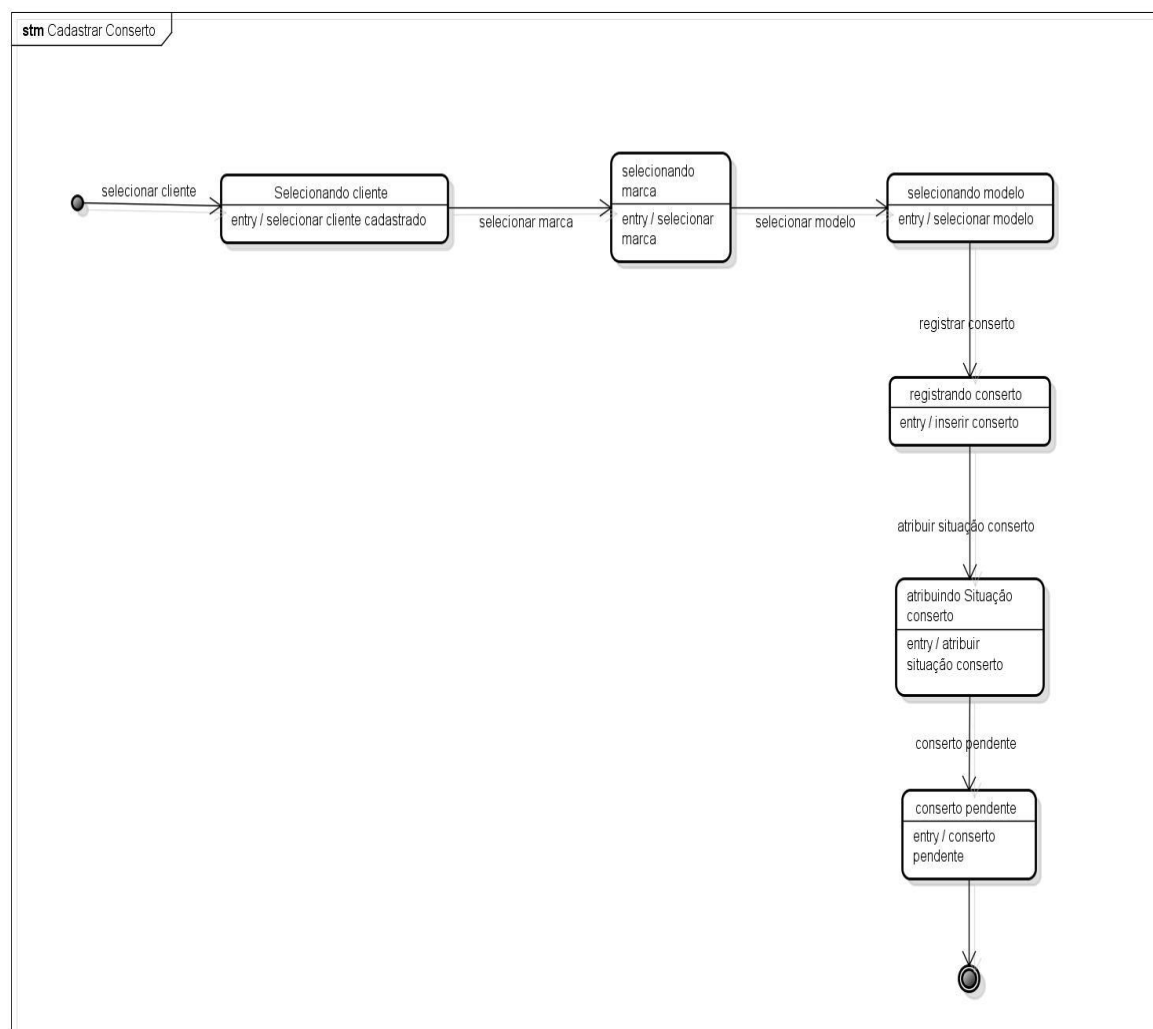 stm Cadastrar Conserto
selecionar cliente
Selecionando cliente
entry / selecionar cliente cadastrado
selecionar marca
selecionando
marca
entry / selecionar
marca
selecionar modelo
selecionando modelo
entry / selecionar modelo
registrar conserto
registrando conserto
entry / inserir conserto
atribuir situação conserto
atribuindo Situação
conserto
entry / atribuir
situação conserto
conserto pendente
conserto pendente
entry / conserto
pendente